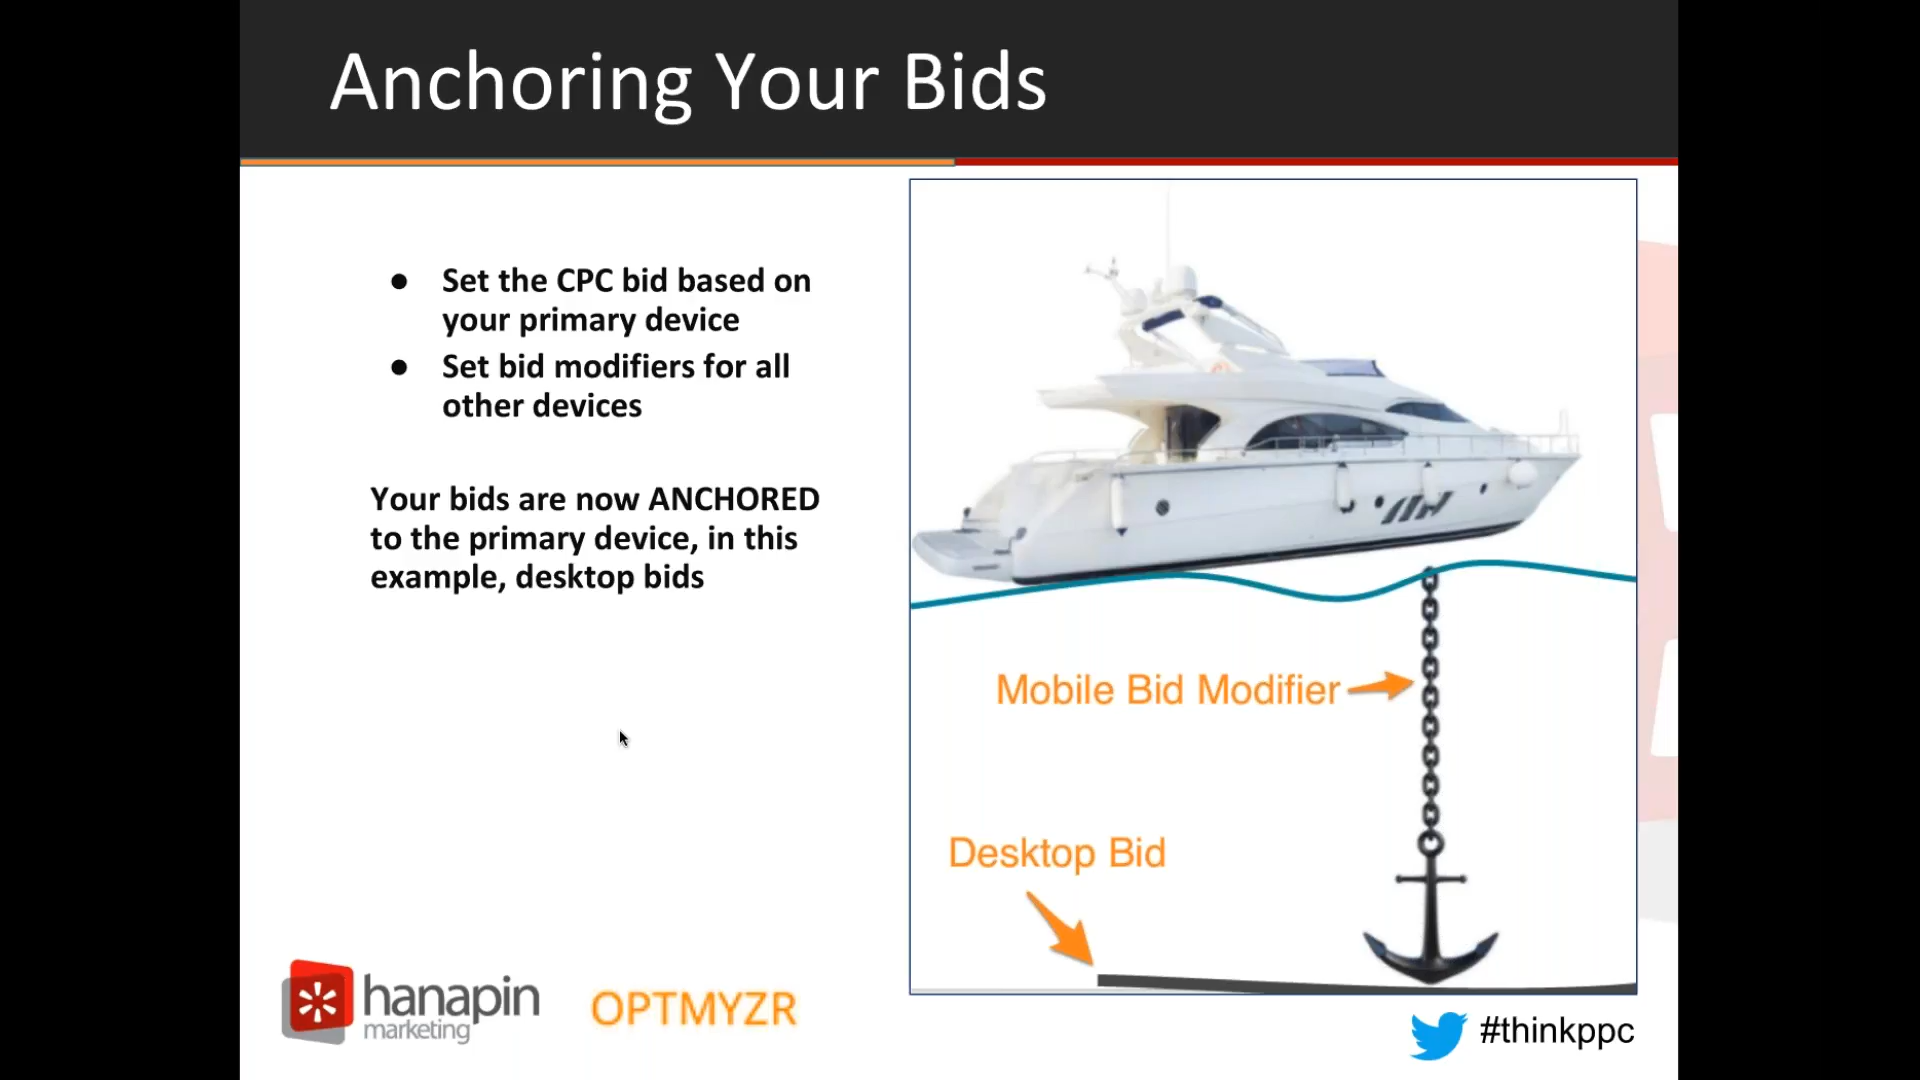 Anchoring Your Bids
● Set the CPC bid based on
your primary device
● Set bid modifiers for all
other devices
Your bids are now ANCHORED
to the primary device, in this
example, desktop bids
Mobile Bid Modifier
Desktop Bid
hanapin
marketing
OPTMYZR
#thinkppc